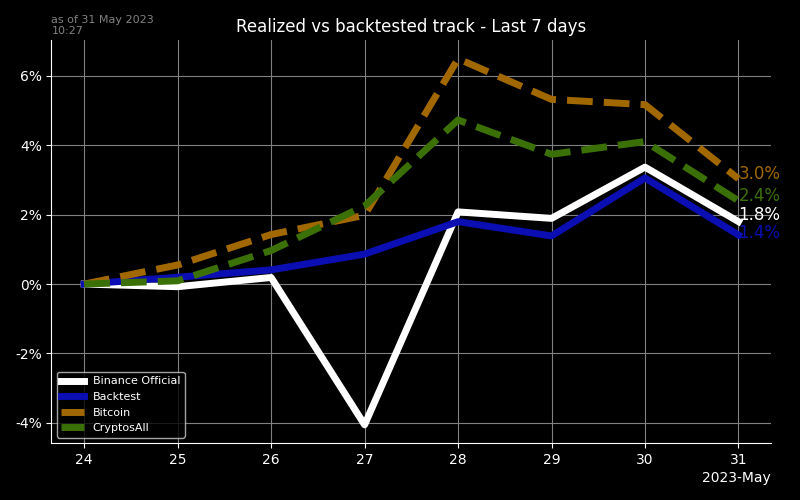 as of 31 May 2023
10:27
Realized vs backtested track - Last 7 days
6%
4%
2%
0%
-2%
-4%
3.0%
2.4%
1.8%
1.4%
Binance Official
Backtest
Bitcoin
CryptosAll
24 25 26 27 28 29 30 31
2023-May